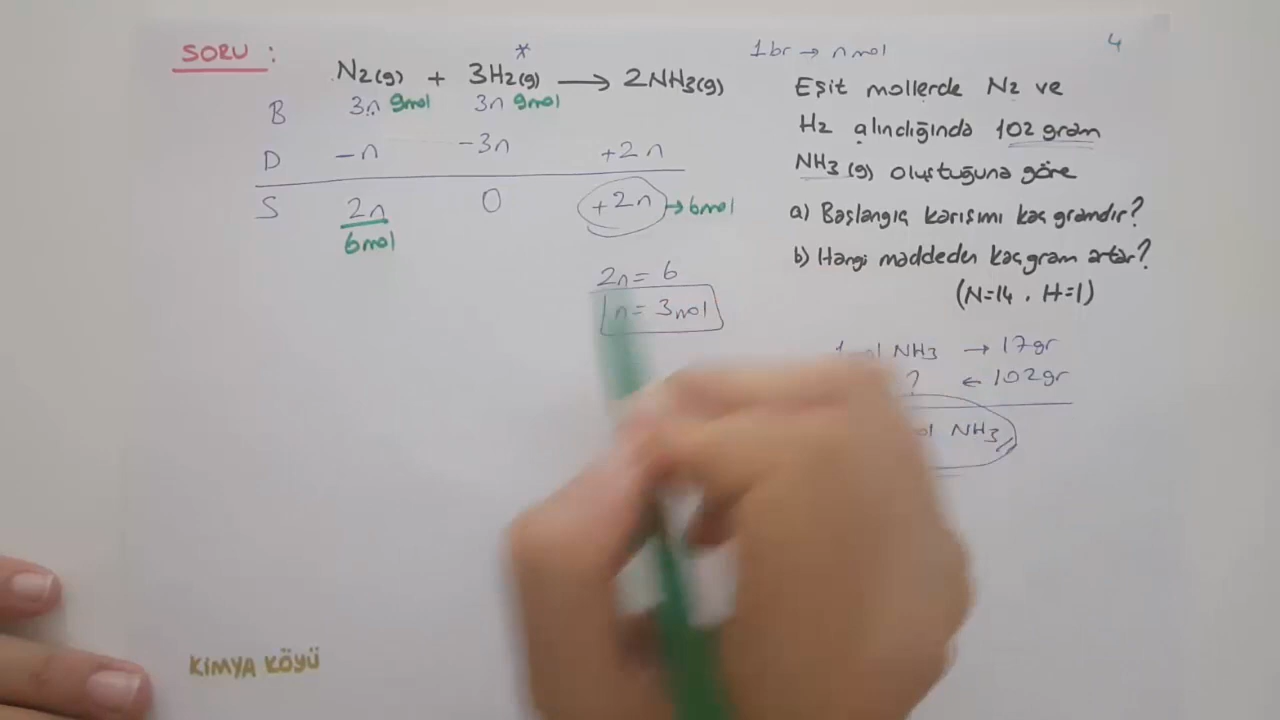 SORU :
N2(g) + 3H2(g) → 2NH3(g)
*
B 3n 9mol 3n 9mol
D -n -3n +2n
S 2n 0 +2n → 6mol
6mol
2n = 6
n = 3mol
1br → n mol
4
Eşit mollerde N2 ve
H2 alındığında 102 gram
NH3(g) oluştuğuna göre
a) Başlangıç karışımı kaç gramdır?
b) Hangi maddeden kaç gram artar?
(N=14 . H=1)
NH3 → 17gr
? ← 102gr
NH3
KİMYA KÖYÜ